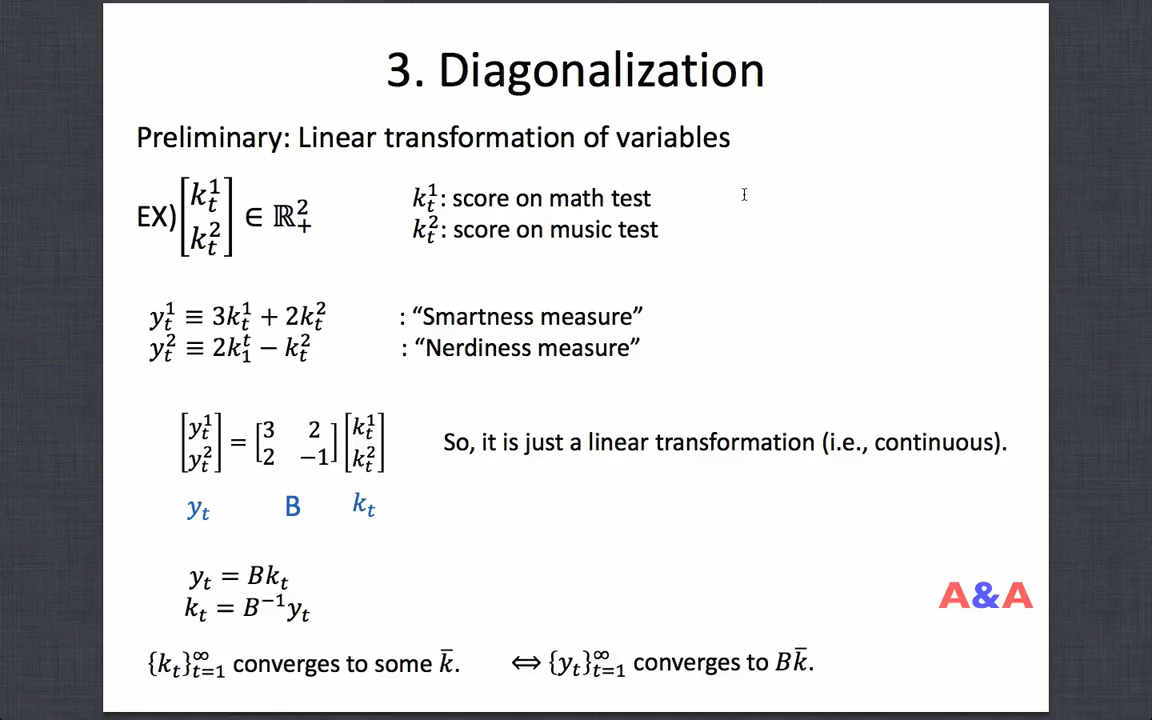 3. Diagonalization
Preliminary: Linear transformation of variables
EX) [k_t^1 k_t^2] ∈ ℝ_+^2
k_t^1: score on math test
k_t^2: score on music test
y_t^1 ≡ 3k_t^1 + 2k_t^2 : “Smartness measure”
y_t^2 ≡ 2k_1^t − k_t^2 : “Nerdiness measure”
[y_t^1 y_t^2] = [3 2 2 −1] [k_t^1 k_t^2] So, it is just a linear transformation (i.e., continuous).
y_t B k_t
y_t = Bk_t
k_t = B^{−1}y_t
A&A
{k_t}_{t=1}^∞ converges to some k̄. ⟺ {y_t}_{t=1}^∞ converges to Bk̄.